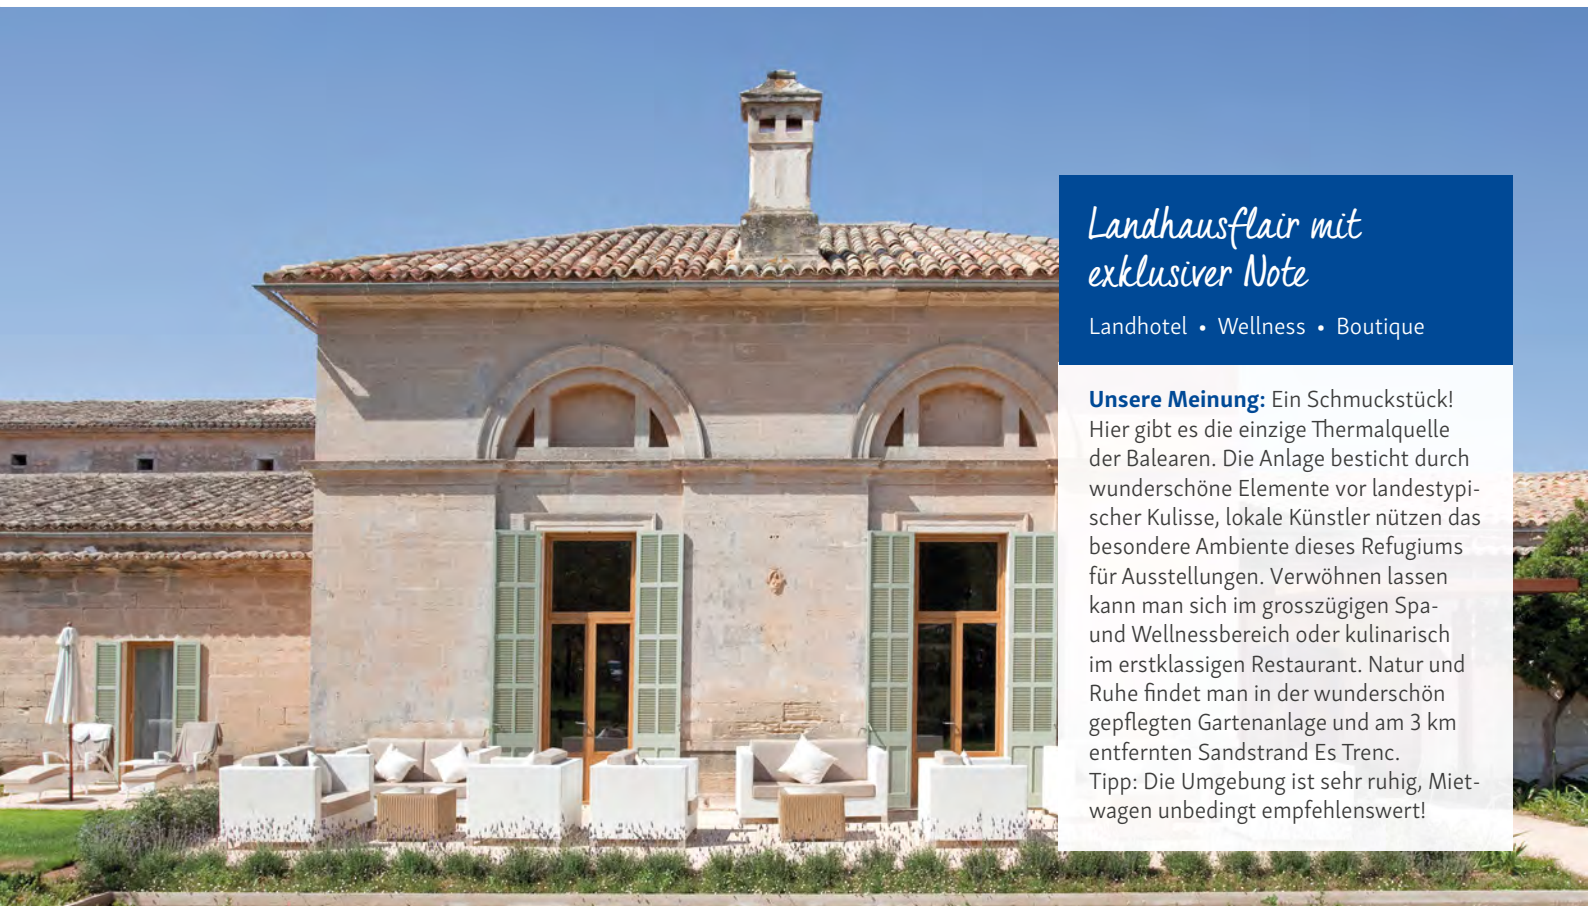 Landhausflair mit
exklusiver Note
Landhotel • Wellness • Boutique
Unsere Meinung: Ein Schmuckstück!
Hier gibt es die einzige Thermalquelle
der Balearen. Die Anlage besticht durch
wunderschöne Elemente vor landestypi-
scher Kulisse, lokale Künstler nützen das
besondere Ambiente dieses Refugiums
für Ausstellungen. Verwöhnen lassen
kann man sich im grosszügigen Spa-
und Wellnessbereich oder kulinarisch
im erstklassigen Restaurant. Natur und
Ruhe findet man in der wunderschön
gepflegten Gartenanlage und am 3 km
entfernten Sandstrand Es Trenc.
Tipp: Die Umgebung ist sehr ruhig, Miet-
wagen unbedingt empfehlenswert!